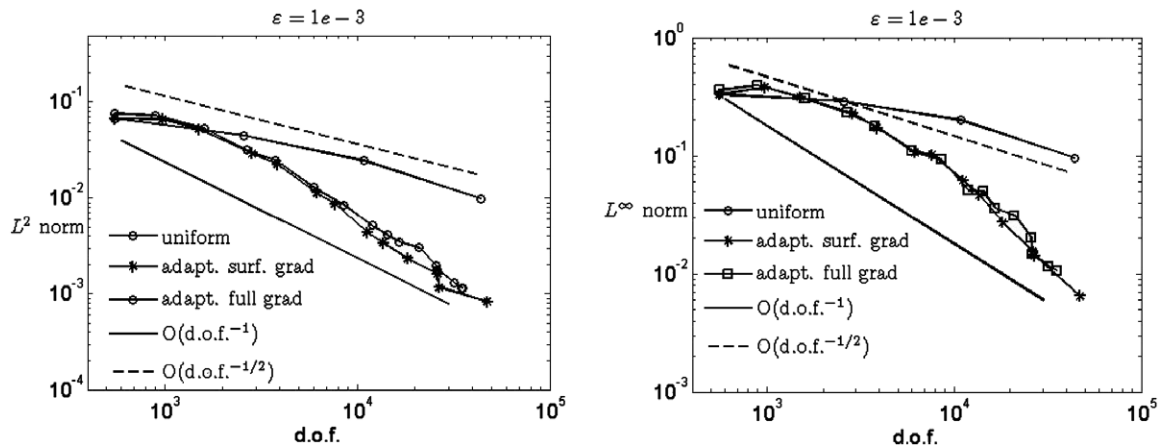 ε = 1e − 3
10^0
10^-1
10^-2
L^2 norm
10^-3
10^-4
uniform
adapt. surf. grad
adapt. full grad
O(d.o.f.^−1)
O(d.o.f.^−1/2)
10^3
10^4
10^5
d.o.f.
ε = 1e − 3
10^0
10^-1
L^∞ norm
10^-2
10^-3
uniform
adapt. surf. grad
adapt. full grad
O(d.o.f.^−1)
O(d.o.f.^−1/2)
10^3
10^4
10^5
d.o.f.